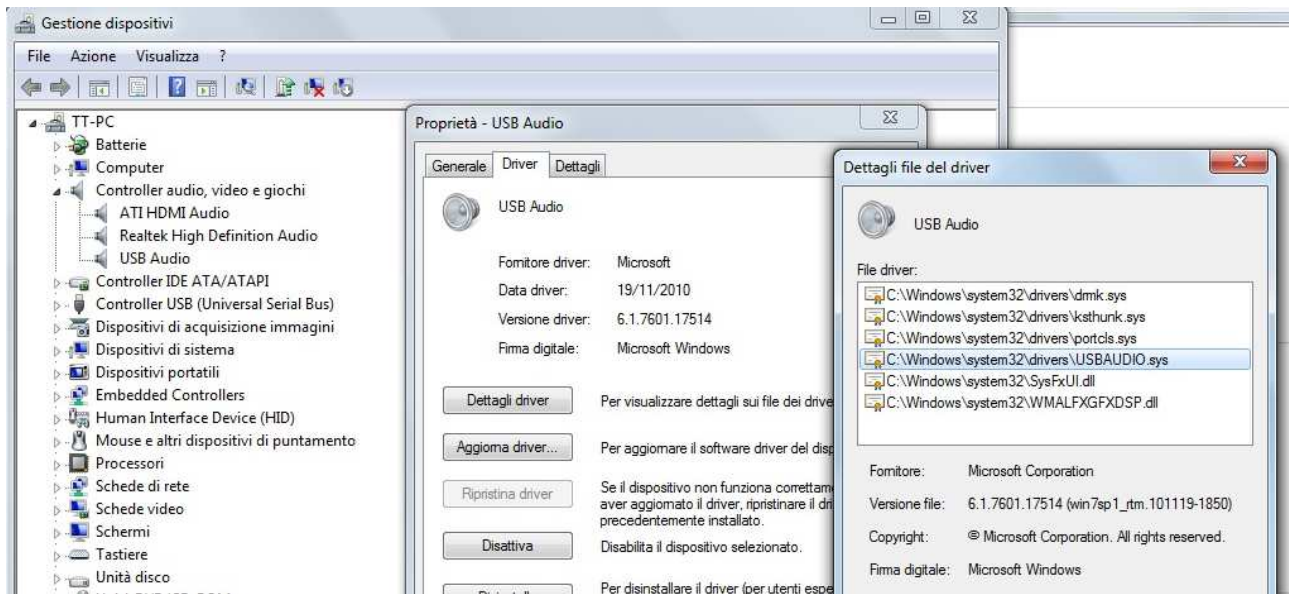 Gestione dispositivi
File Azione Visualizza ?
TT-PC
Batterie
Computer
Controller audio, video e giochi
ATI HDMI Audio
Realtek High Definition Audio
USB Audio
Controller IDE ATA/ATAPI
Controller USB (Universal Serial Bus)
Dispositivi di acquisizione immagini
Dispositivi di sistema
Dispositivi portatili
Embedded Controllers
Human Interface Device (HID)
Mouse e altri dispositivi di puntamento
Processori
Schede di rete
Schede video
Schermi
Tastiere
Unità disco
Proprietà - USB Audio
Generale Driver Dettagli
USB Audio
Fornitore driver: Microsoft
Data driver: 19/11/2010
Versione driver: 6.1.7601.17514
Firma digitale: Microsoft Windows
Dettagli driver Per visualizzare dettagli sui file dei drive
Aggiorna driver... Per aggiornare il software driver del disp
Ripristina driver Se il dispositivo non funziona correttam
aver aggiornato il driver, ripristinare il dri
precedentemente installato.
Disattiva Disabilita il dispositivo selezionato.
Per disinstallare il driver (per utenti espe
Dettagli file del driver
USB Audio
File driver:
C:\Windows\system32\drivers\drmk.sys
C:\Windows\system32\drivers\ksthunk.sys
C:\Windows\system32\drivers\portcls.sys
C:\Windows\system32\drivers\USBAUDIO.sys
C:\Windows\system32\SysFxUI.dll
C:\Windows\system32\WMALFXGFXDSP.dll
Fornitore: Microsoft Corporation
Versione file: 6.1.7601.17514 (win7sp1_rtm.101119-1850)
Copyright: © Microsoft Corporation. All rights reserved.
Firma digitale: Microsoft Windows